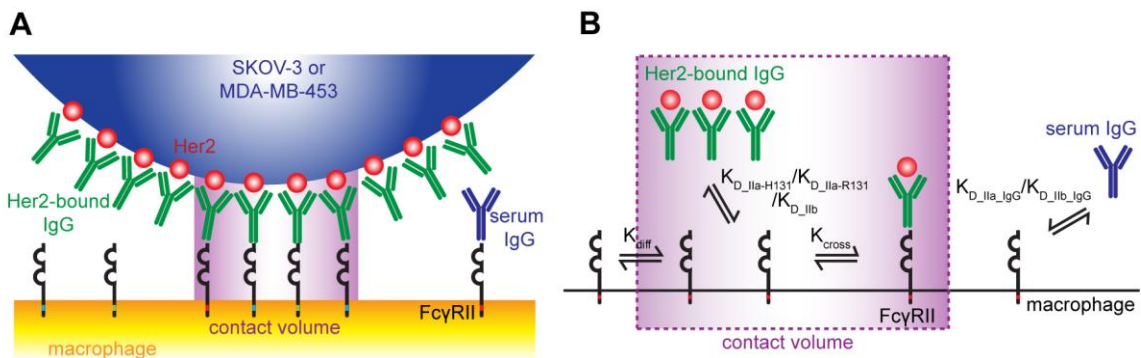 A
SKOV-3 or
MDA-MB-453
Her2
Her2-bound
IgG
serum
IgG
FcγRII
contact volume
macrophage
B
Her2-bound IgG
serum IgG
K_D_IIa-H131/K_D_IIa-R131
/K_D_IIb
K_D_IIa_IgG/K_D_IIb_IgG
K_diff
K_cross
FcγRII
macrophage
contact volume